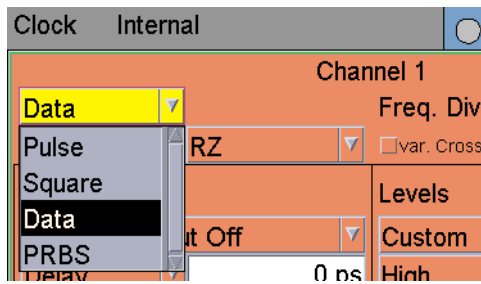 Clock Internal
Channel 1
Data Freq. Div
Pulse RZ var. Cross
Square Levels
Data ut Off Custom
PRBS
Delay 0 ps High